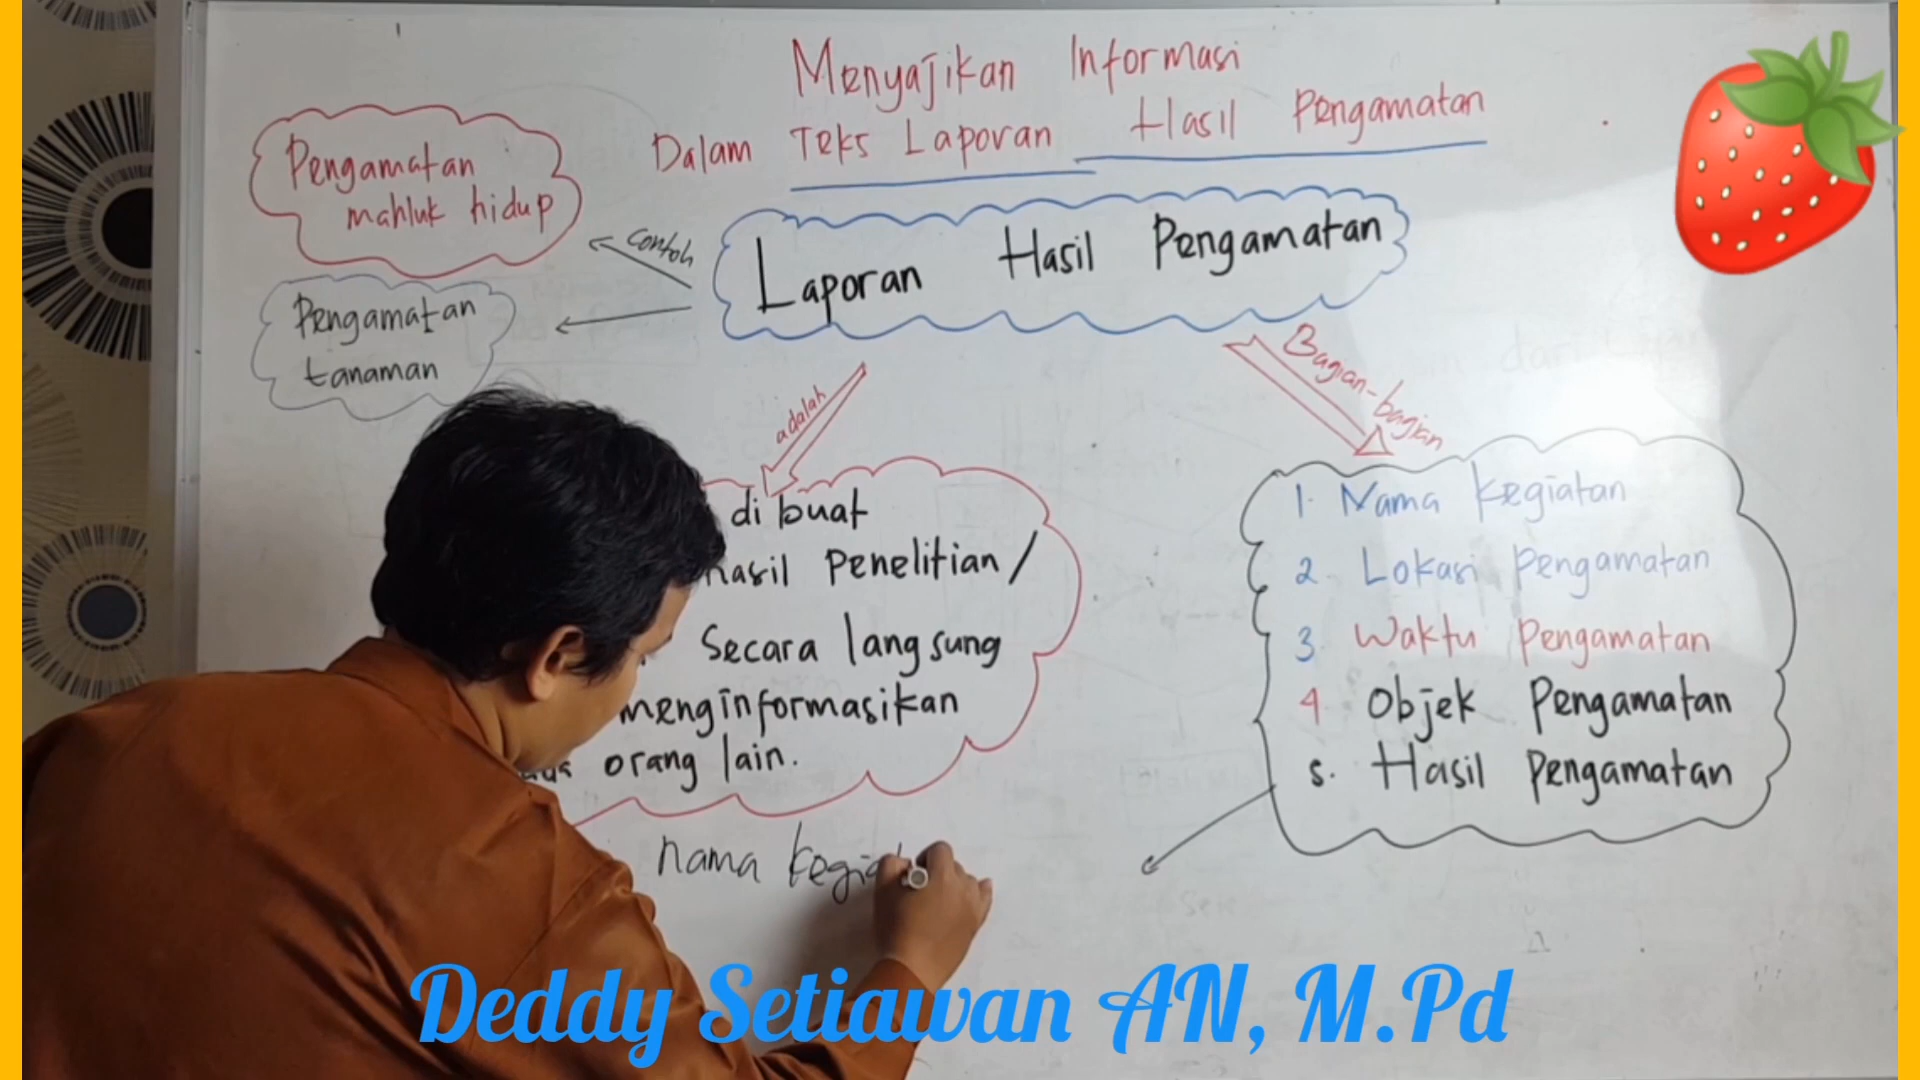 Menyajikan Informasi
Dalam Teks Laporan Hasil Pengamatan
Pengamatan
mahluk hidup
contoh
Laporan Hasil Pengamatan
Pengamatan
tanaman
adalah
Bagian-bagian
di buat
hasil Penelitian /
Secara langsung
menginformasikan
orang lain.
1. Nama Kegiatan
2. Lokasi Pengamatan
3 Waktu Pengamatan
4 Objek Pengamatan
5. Hasil Pengamatan
nama
Deddy Setiawan AN, M.Pd